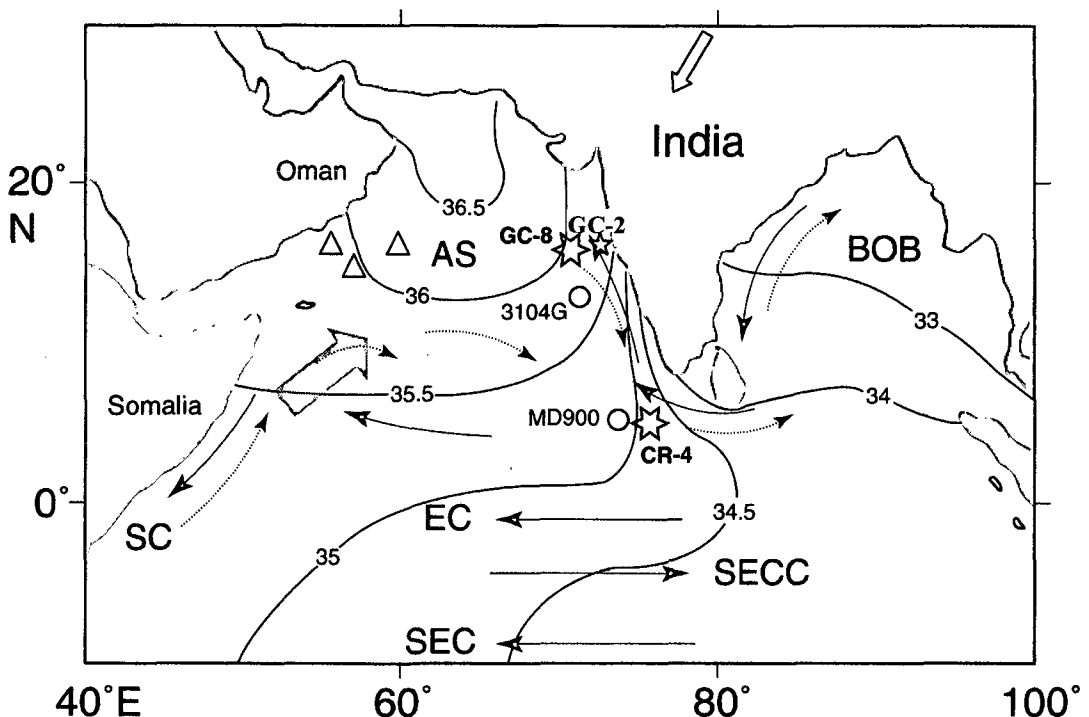 India
20°
N
Oman
36.5
GC-8
GC-2
AS
BOB
36
3104G
33
Somalia
35.5
34
MD900
CR-4
0°
SC
EC
34.5
35
SECC
SEC
40°E
60°
80°
100°